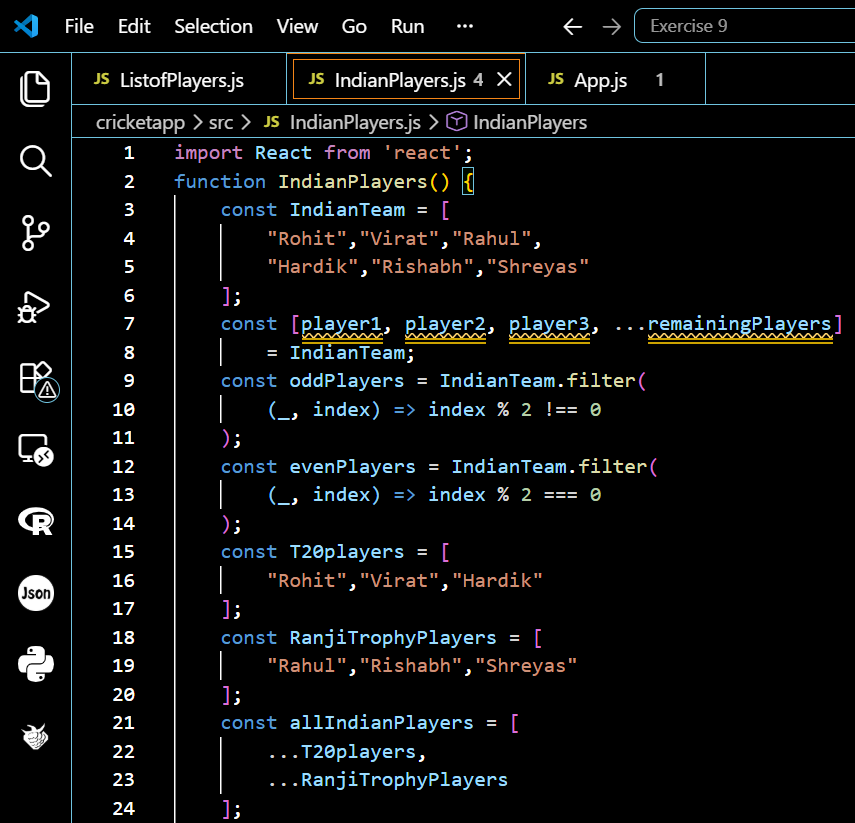 File Edit Selection View Go Run ··· ← → Exercise 9
JS ListofPlayers.js JS IndianPlayers.js 4 × JS App.js 1
cricketapp > src > JS IndianPlayers.js > IndianPlayers
1 import React from 'react';
2 function IndianPlayers() {
3 const IndianTeam = [
4 "Rohit","Virat","Rahul",
5 "Hardik","Rishabh","Shreyas"
6 ];
7 const [player1, player2, player3, ...remainingPlayers]
8 = IndianTeam;
9 const oddPlayers = IndianTeam.filter(
10 (_, index) => index % 2 !== 0
11 );
12 const evenPlayers = IndianTeam.filter(
13 (_, index) => index % 2 === 0
14 );
15 const T20players = [
16 "Rohit","Virat","Hardik"
17 ];
18 const RanjiTrophyPlayers = [
19 "Rahul","Rishabh","Shreyas"
20 ];
21 const allIndianPlayers = [
22 ...T20players,
23 ...RanjiTrophyPlayers
24 ];
R
Json